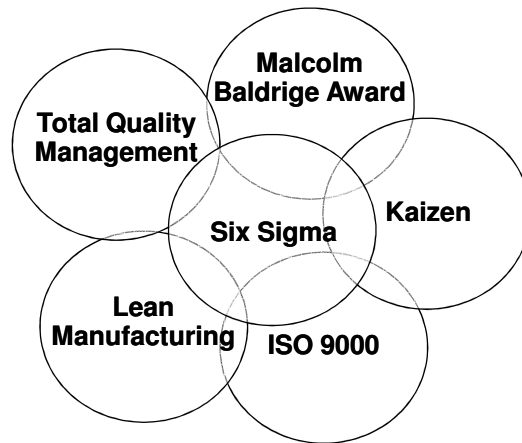 Malcolm
Baldrige Award
Total Quality
Management
Kaizen
Six Sigma
Lean
Manufacturing
ISO 9000